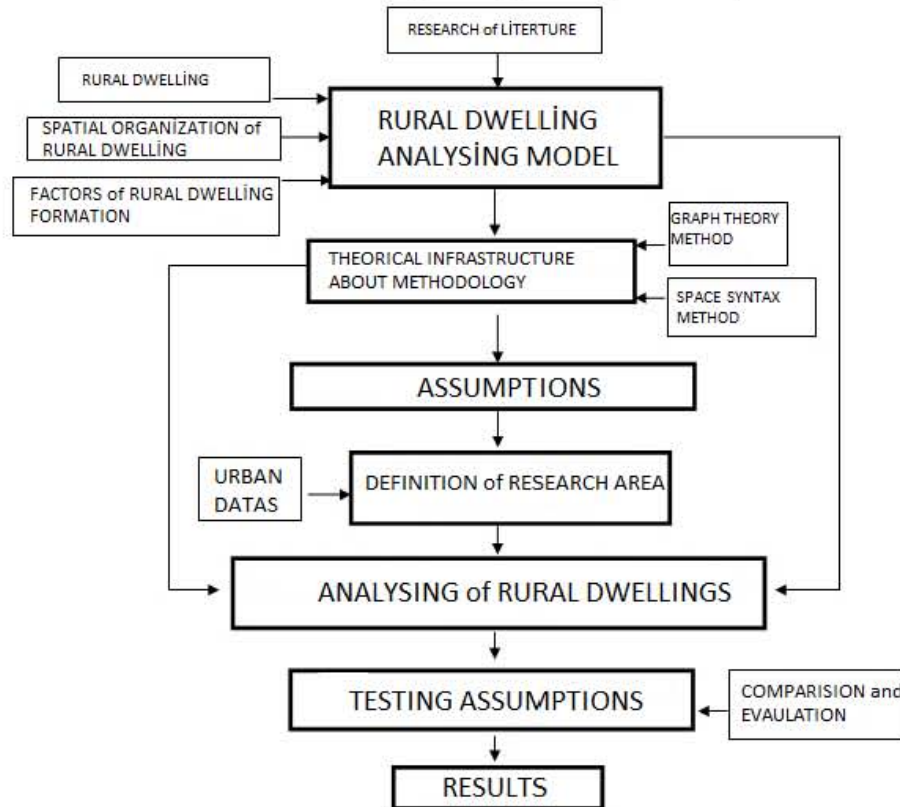 RESEARCH of LİTERTURE
RURAL DWELLİNG
SPATIAL ORGANİZATION of
RURAL DWELLİNG
FACTORS of RURAL DWELLİNG
FORMATION
RURAL DWELLİNG
ANALYSİNG MODEL
GRAPH THEORY
METHOD
THEORICAL INFRASTRUCTURE
ABOUT METHODOLOGY
SPACE SYNTAX
METHOD
ASSUMPTIONS
URBAN
DATAS
DEFINITION of RESEARCH AREA
ANALYSING of RURAL DWELLINGS
TESTING ASSUMPTIONS
COMPARISION and
EVAULATION
RESULTS